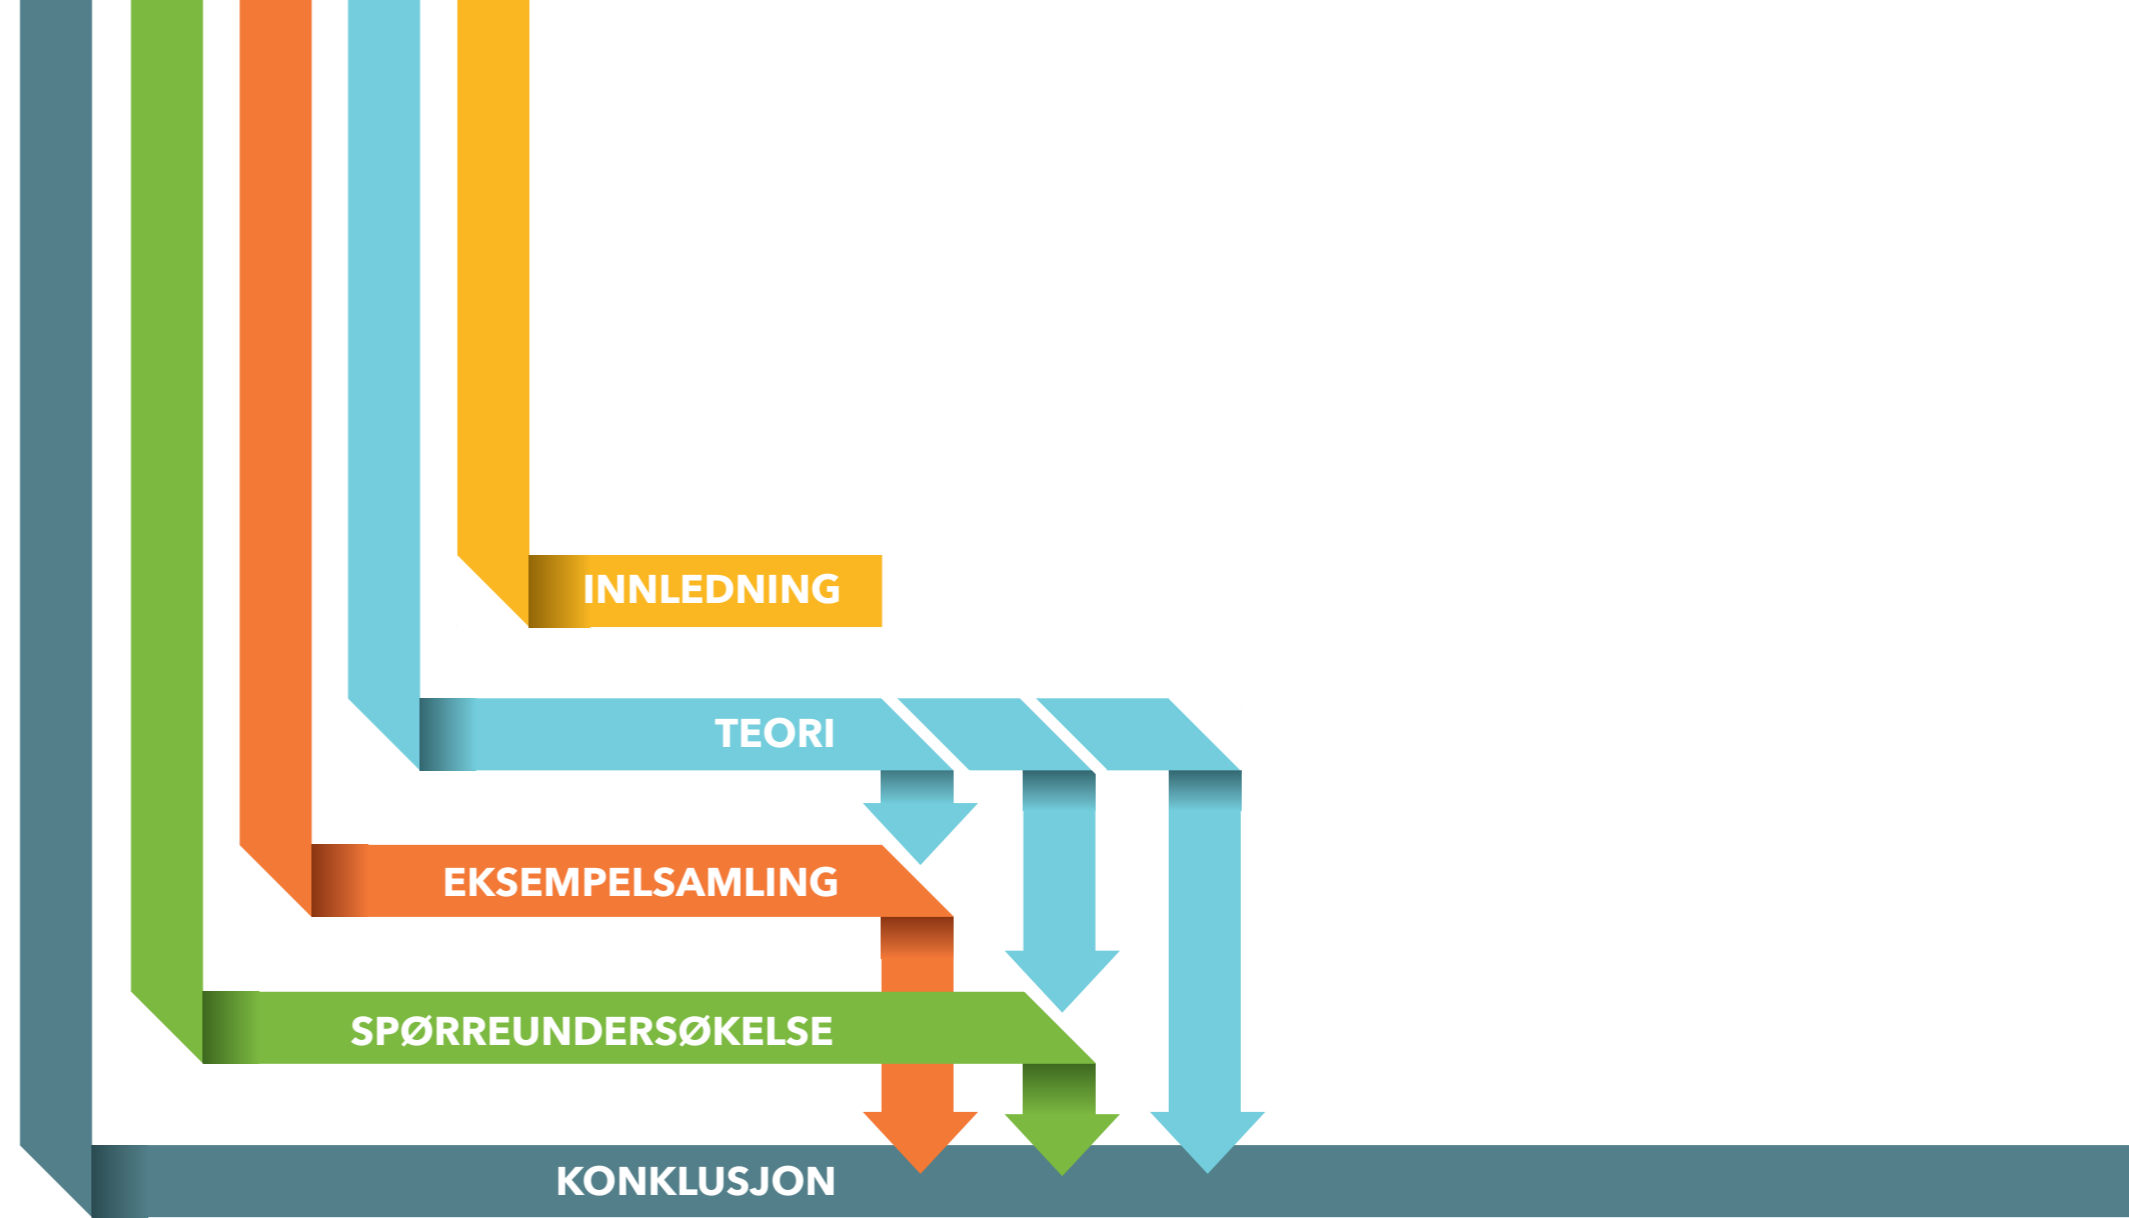 INNLEDNING
TEORI
EKSEMPELSAMLING
SPØRREUNDERSØKELSE
KONKLUSJON